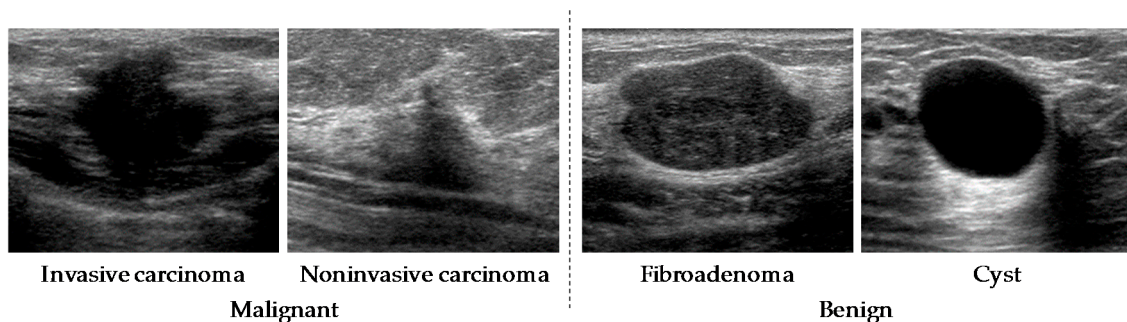 Invasive carcinoma
Noninvasive carcinoma
Fibroadenoma
Cyst
Malignant
Benign